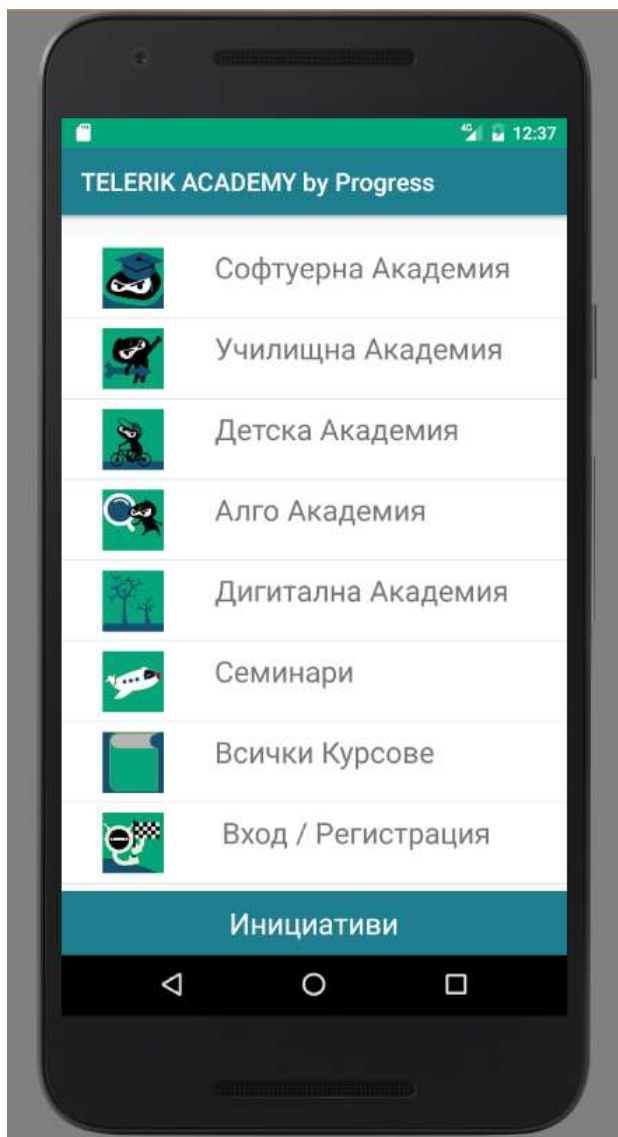 4G 12:37
TELERIK ACADEMY by Progress
Софтуерна Академия
Училищна Академия
Детска Академия
Алго Академия
Дигитална Академия
Семинари
Всички Курсове
Вход / Регистрация
Инициативи